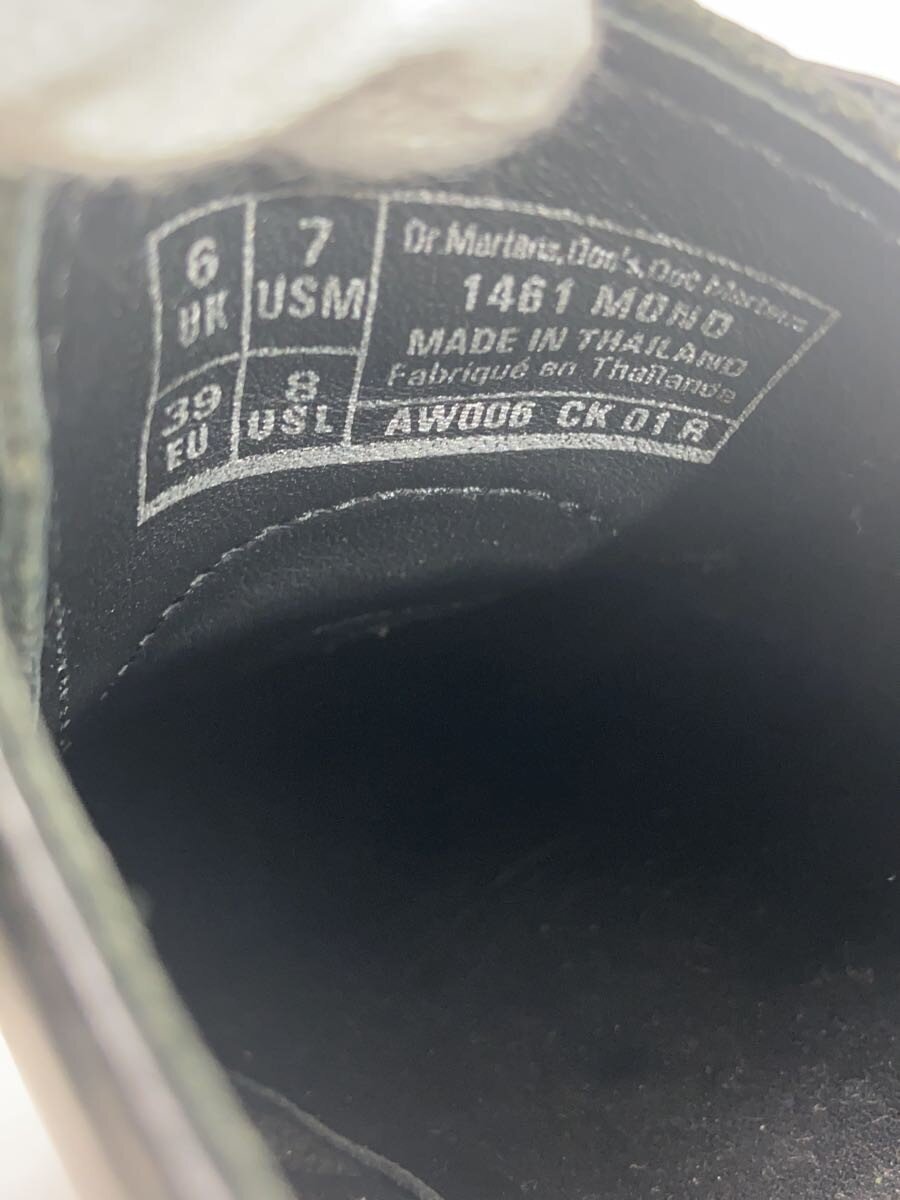 6
UK
7
USM
39
EU
8
USL
Dr.Martens,Doc's,Doc Martens
1461 MONO
MADE IN THAILAND
Fabriqué en Thaïlande
AW006 CK 01 R